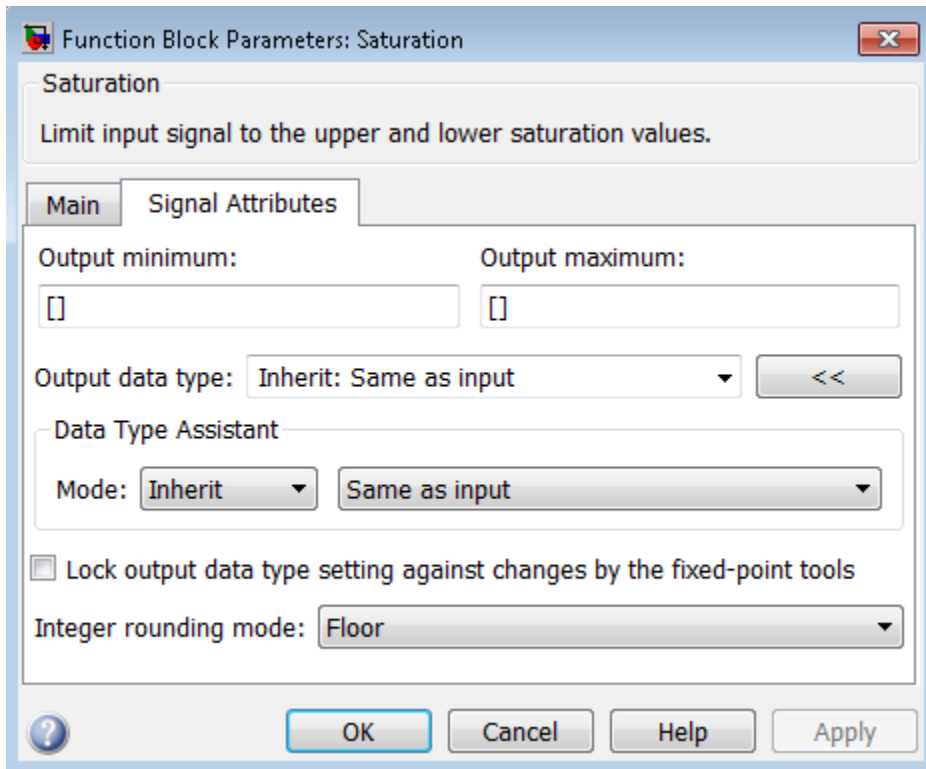 Function Block Parameters: Saturation
Saturation
Limit input signal to the upper and lower saturation values.
Main Signal Attributes
Output minimum: Output maximum:
[] []
Output data type: Inherit: Same as input <<
Data Type Assistant
Mode: Inherit Same as input
Lock output data type setting against changes by the fixed-point tools
Integer rounding mode: Floor
? OK Cancel Help Apply